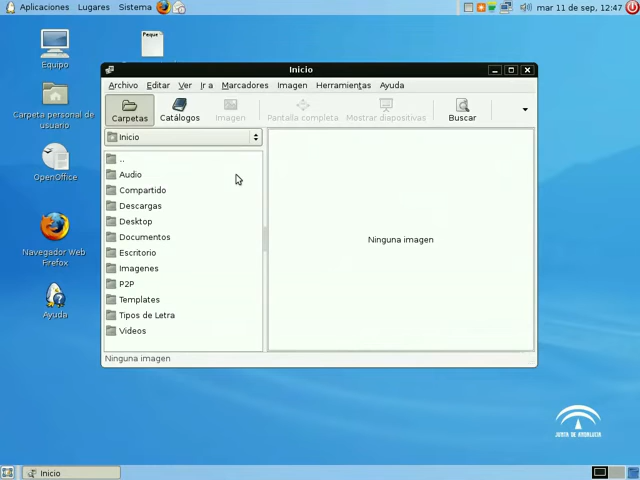 Aplicaciones Lugares Sistema mar 11 de sep, 12:47
Equipo
Peque
Carpeta personal de
usuario
OpenOffice
Navegador Web
Firefox
Ayuda
Inicio
Archivo Editar Ver Ir a Marcadores Imagen Herramientas Ayuda
Carpetas Catálogos Imagen Pantalla completa Mostrar diapositivas Buscar
Inicio
..
Audio
Compartido
Descargas
Desktop
Documentos
Escritorio
Imagenes
P2P
Templates
Tipos de Letra
Videos
Ninguna imagen
Ninguna imagen
JUNTA DE ANDALUCIA
Inicio